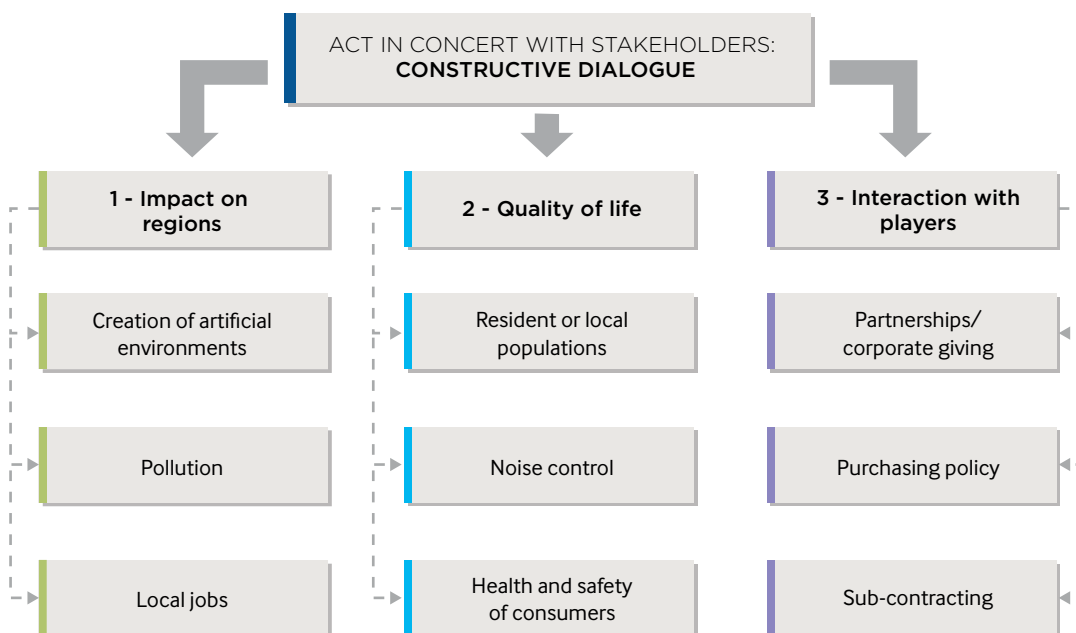 ACT IN CONCERT WITH STAKEHOLDERS:
CONSTRUCTIVE DIALOGUE
1 - Impact on
regions
2 - Quality of life
3 - Interaction with
players
Creation of artificial
environments
Resident or local
populations
Partnerships/
corporate giving
Pollution
Noise control
Purchasing policy
Local jobs
Health and safety
of consumers
Sub-contracting